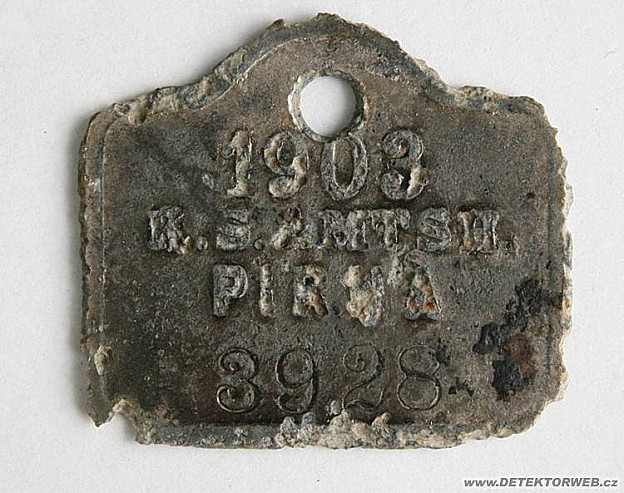 1903
K.S.AMTSH.
PIRNA
3928
www.DETEKTORWEB.cz